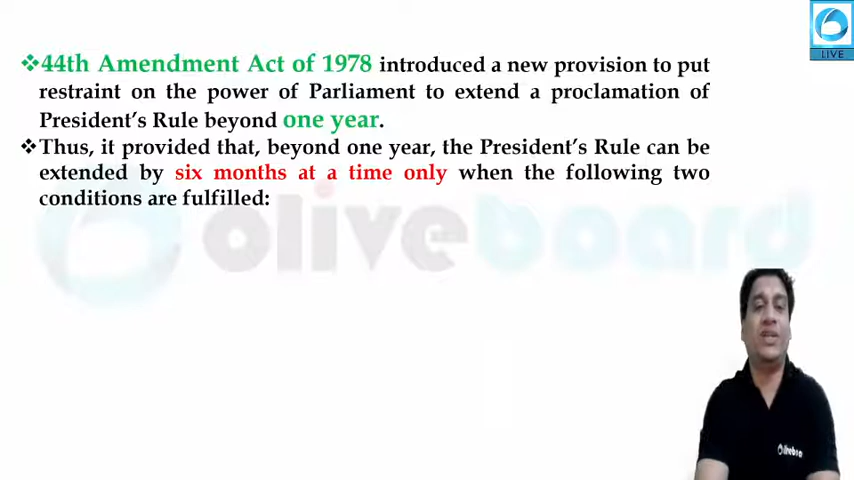 LIVE
❖44th Amendment Act of 1978 introduced a new provision to put
restraint on the power of Parliament to extend a proclamation of
President's Rule beyond one year.
❖Thus, it provided that, beyond one year, the President's Rule can be
extended by six months at a time only when the following two
conditions are fulfilled:
oliveboard
oliveboard